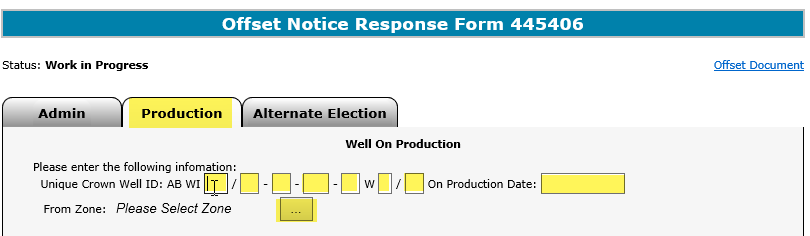 Offset Notice Response Form 445406
Status: Work in Progress Offset Document
Admin Production Alternate Election
Well On Production
Please enter the following infomation:
Unique Crown Well ID: AB WI / - - - W / On Production Date:
From Zone: Please Select Zone ...